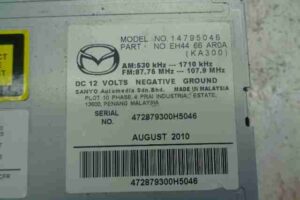 MODEL NO. 14795046
PART NO EH44 66 AR0A
(KA300)
AM:530 kHz — 1710 kHz
FM:87.75 MHz — 107.9 MHz
DC 12 VOLTS NEGATIVE GROUND
SANYO Automedia Sdn.Bhd. MADE IN MALAYSIA
PLOT 10 PHASE, 4 PRAI INDUSTRIAL ESTATE,
13600, PENANG MALAYSIA
SERIAL NO. 472879300H5046
AUGUST 2010
472879300H5046